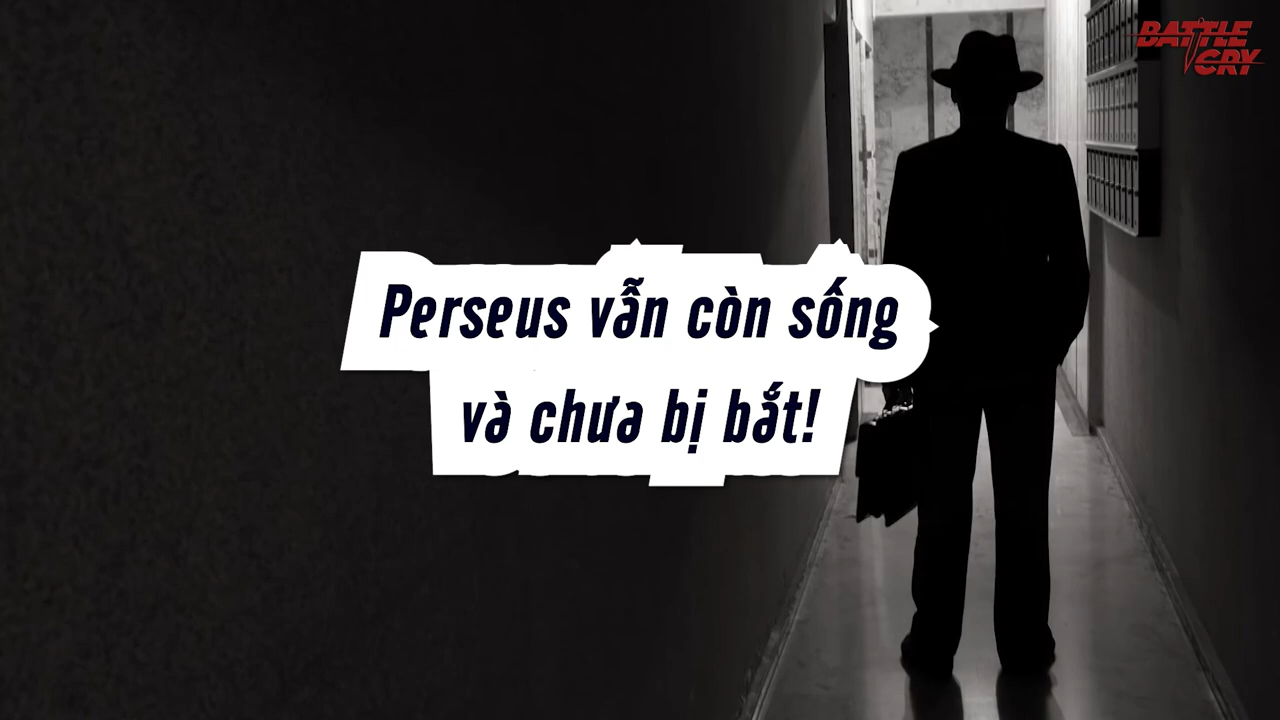 BATTLE
CRY
Perseus vẫn còn sống
và chưa bị bắt!